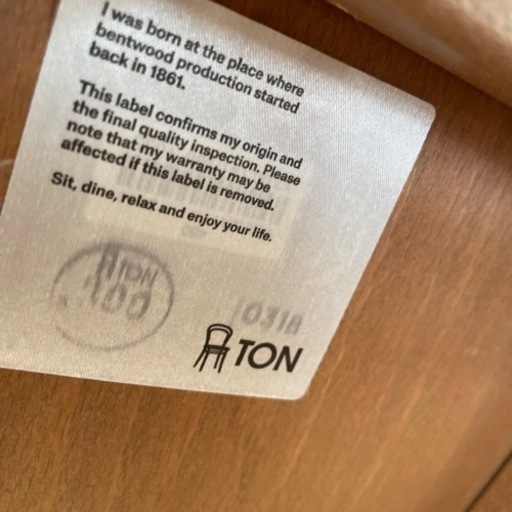 I was born at the place where
bentwood production started
back in 1861.
This label confirms my origin and
the final quality inspection. Please
note that my warranty may be
affected if this label is removed.
Sit, dine, relax and enjoy your life.
TON